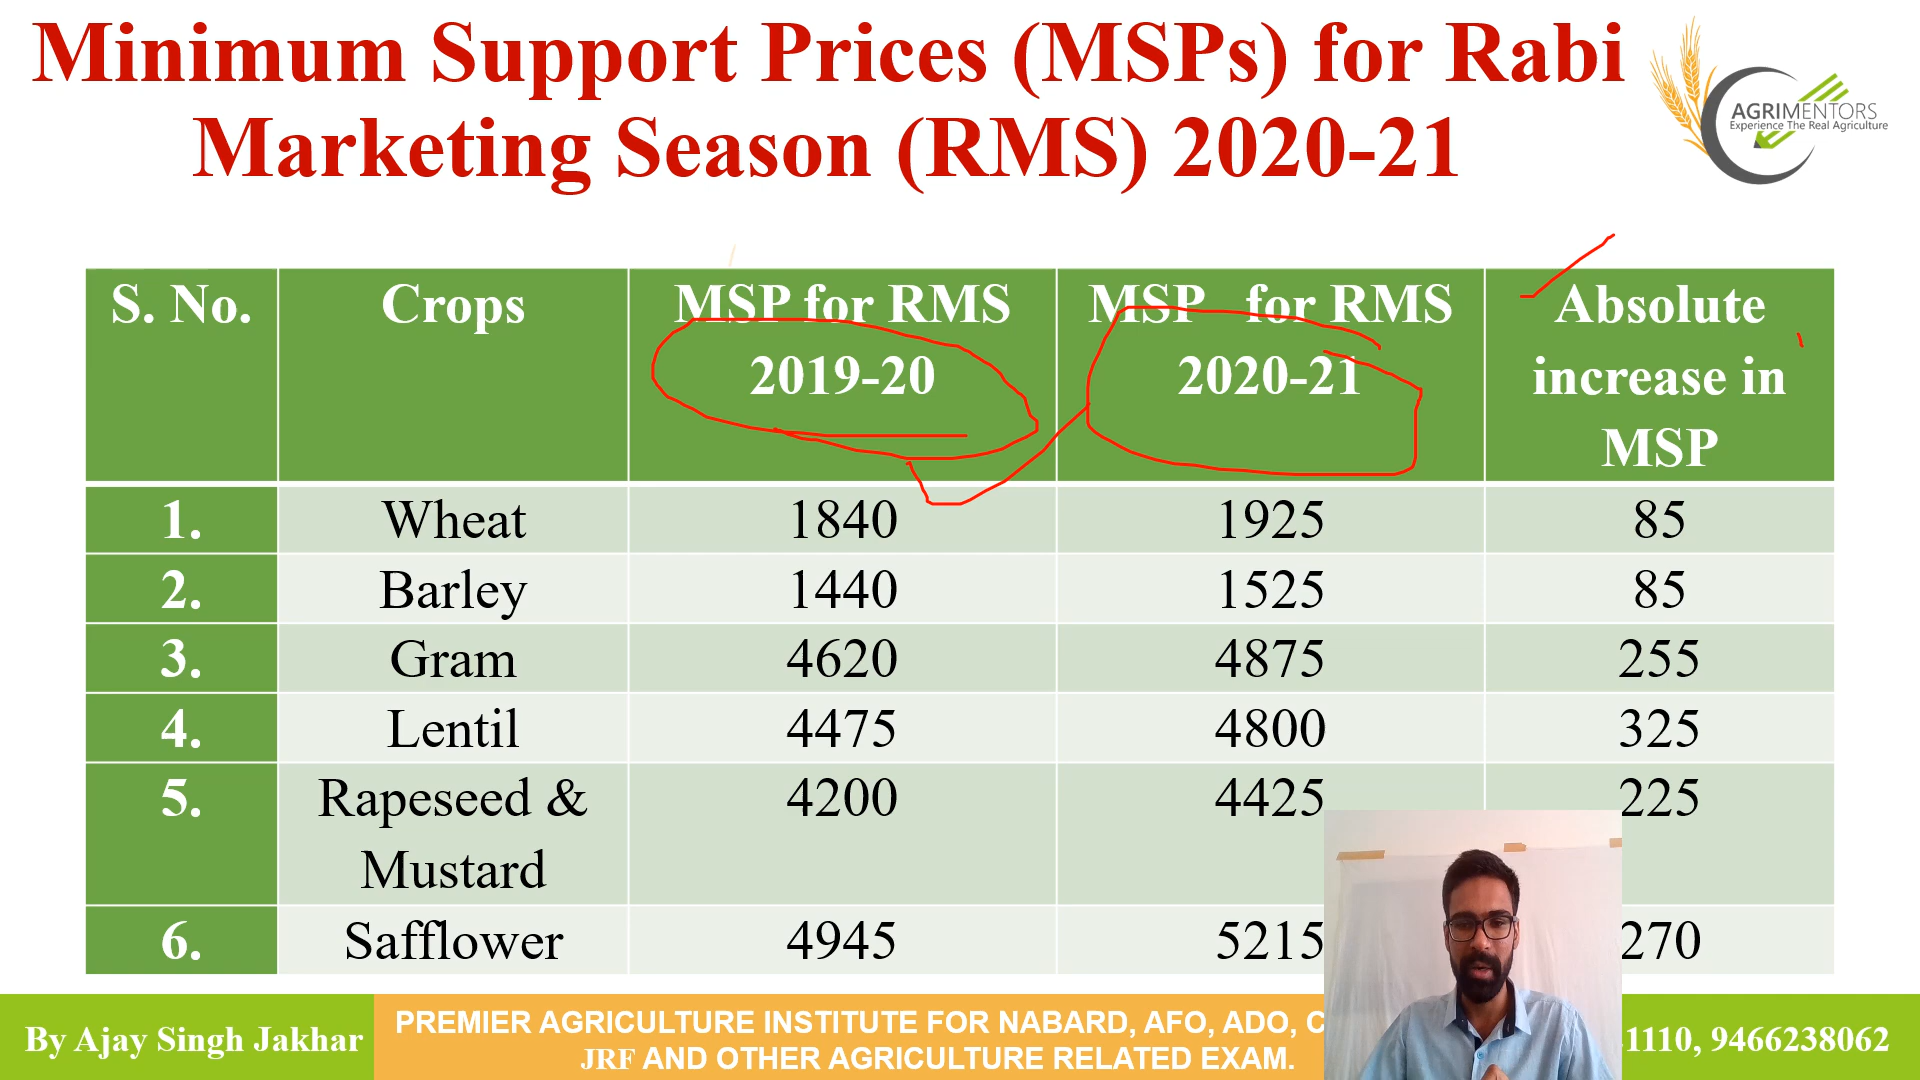 Minimum Support Prices (MSPs) for Rabi
Marketing Season (RMS) 2020-21
AGRIMENTORS
Experience The Real Agriculture
S. No. Crops MSP for RMS 2019-20 MSP for RMS 2020-21 Absolute increase in MSP
1. Wheat 1840 1925 85
2. Barley 1440 1525 85
3. Gram 4620 4875 255
4. Lentil 4475 4800 325
5. Rapeseed & Mustard 4200 4425 225
6. Safflower 4945 5215 270
By Ajay Singh Jakhar
PREMIER AGRICULTURE INSTITUTE FOR NABARD, AFO, ADO,
JRF AND OTHER AGRICULTURE RELATED EXAM.
1110, 9466238062